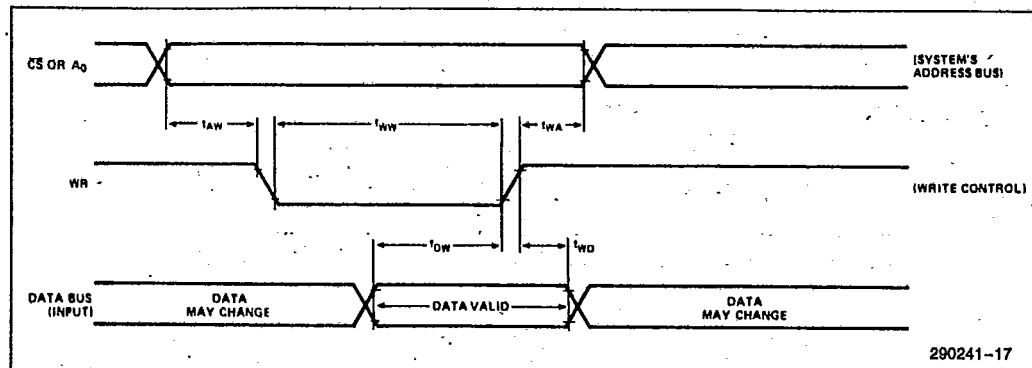 CS OR A0
(SYSTEM'S
ADDRESS BUS)
tAW
tWW
tWA
WR
(WRITE CONTROL)
tDW
tWD
DATA BUS
(INPUT)
DATA
MAY CHANGE
DATA VALID
DATA
MAY CHANGE
290241-17